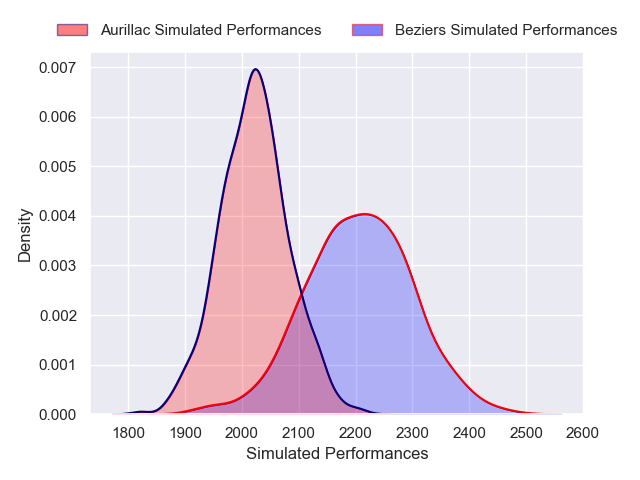 Aurillac Simulated Performances Beziers Simulated Performances
0.007
0.006
0.005
0.004
0.003
0.002
0.001
0.000
Density
1800 1900 2000 2100 2200 2300 2400 2500 2600
Simulated Performances